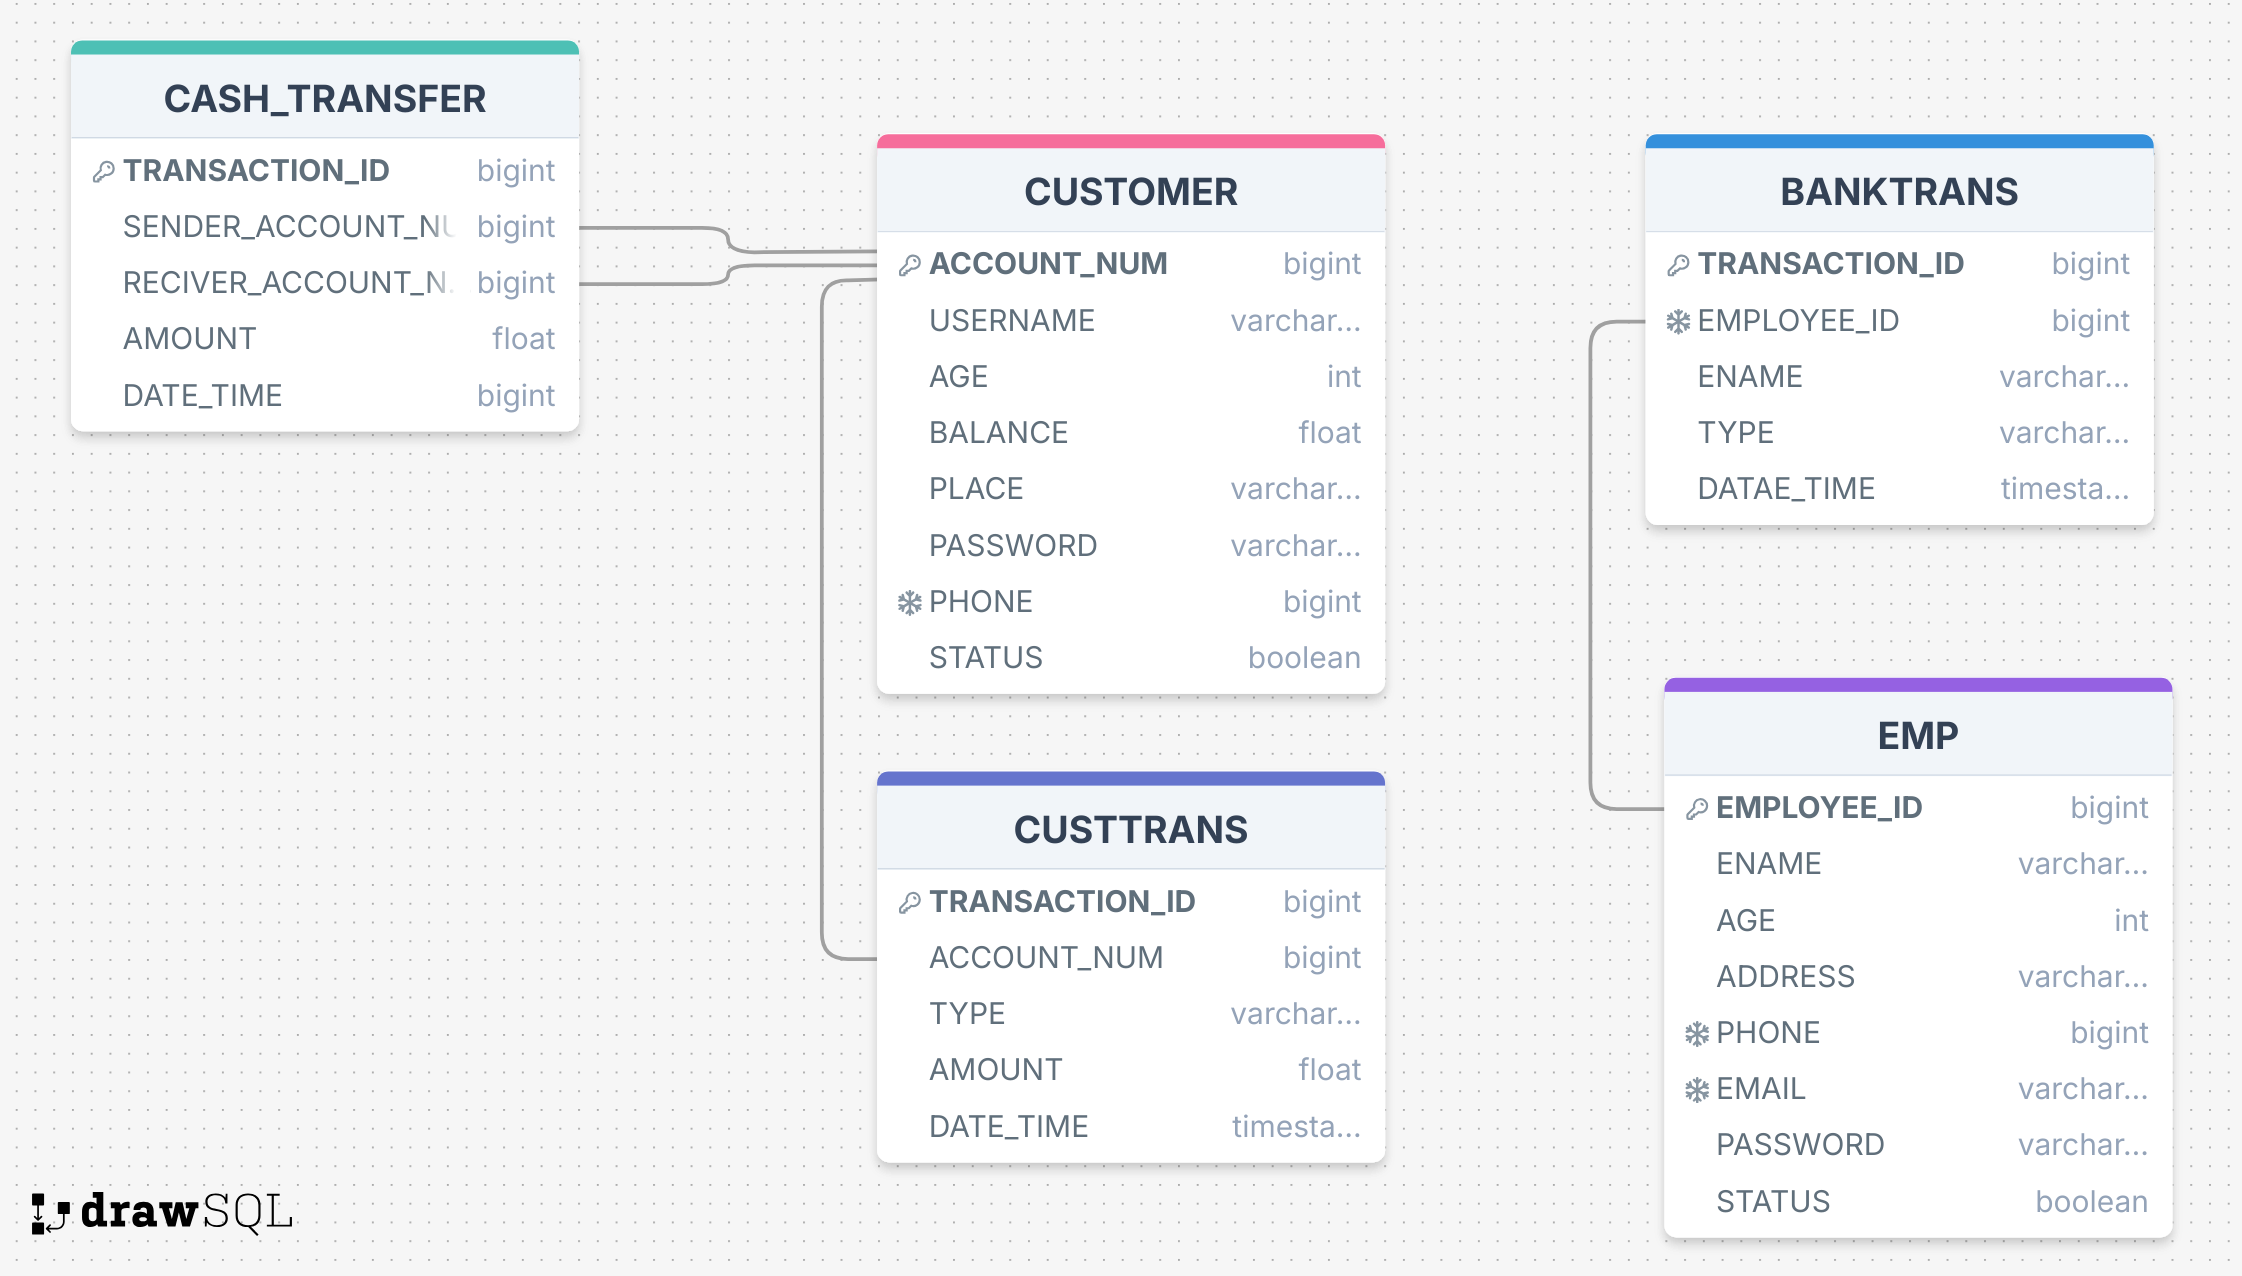 CASH_TRANSFER
TRANSACTION_ID bigint
SENDER_ACCOUNT_NU bigint
RECIVER_ACCOUNT_N. bigint
AMOUNT float
DATE_TIME bigint
CUSTOMER
ACCOUNT_NUM bigint
USERNAME varchar...
AGE int
BALANCE float
PLACE varchar...
PASSWORD varchar...
PHONE bigint
STATUS boolean
CUSTTRANS
TRANSACTION_ID bigint
ACCOUNT_NUM bigint
TYPE varchar...
AMOUNT float
DATE_TIME timesta...
BANKTRANS
TRANSACTION_ID bigint
EMPLOYEE_ID bigint
ENAME varchar...
TYPE varchar...
DATAE_TIME timesta...
EMP
EMPLOYEE_ID bigint
ENAME varchar...
AGE int
ADDRESS varchar...
PHONE bigint
EMAIL varchar...
PASSWORD varchar...
STATUS boolean
drawSQL